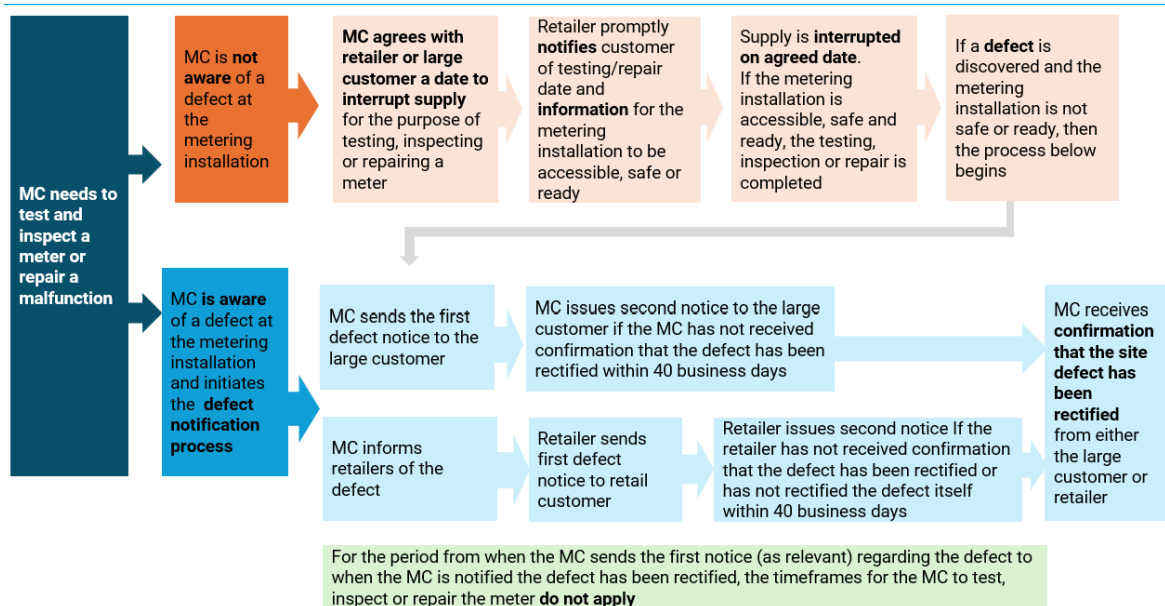 MC needs to
test and
inspect a
meter or
repair a
malfunction
MC is not
aware of a
defect at
the
metering
installation
MC agrees with
retailer or large
customer a date to
interrupt supply
for the purpose of
testing, inspecting
or repairing a
meter
Retailer promptly
notifies customer
of testing/repair
date and
information for the
metering
installation to be
accessible, safe or
ready
Supply is interrupted
on agreed date.
If the metering
installation is
accessible, safe and
ready, the testing,
inspection or repair is
completed
If a defect is
discovered and the
metering
installation is not
safe or ready, then
the process below
begins
MC is aware
of a defect at
the metering
installation
and initiates
the defect
notification
process
MC sends the first
defect notice to the
large customer
MC issues second notice to the large
customer if the MC has not received
confirmation that the defect has been
rectified within 40 business days
MC informs
retailers of the
defect
Retailer sends
first defect
notice to retail
customer
Retailer issues second notice If the
retailer has not received confirmation
that the defect has been rectified or
has not rectified the defect itself
within 40 business days
MC receives
confirmation
that the site
defect has
been
rectified
from either
the large
customer or
retailer
For the period from when the MC sends the first notice (as relevant) regarding the defect to
when the MC is notified the defect has been rectified, the timeframes for the MC to test,
inspect or repair the meter do not apply